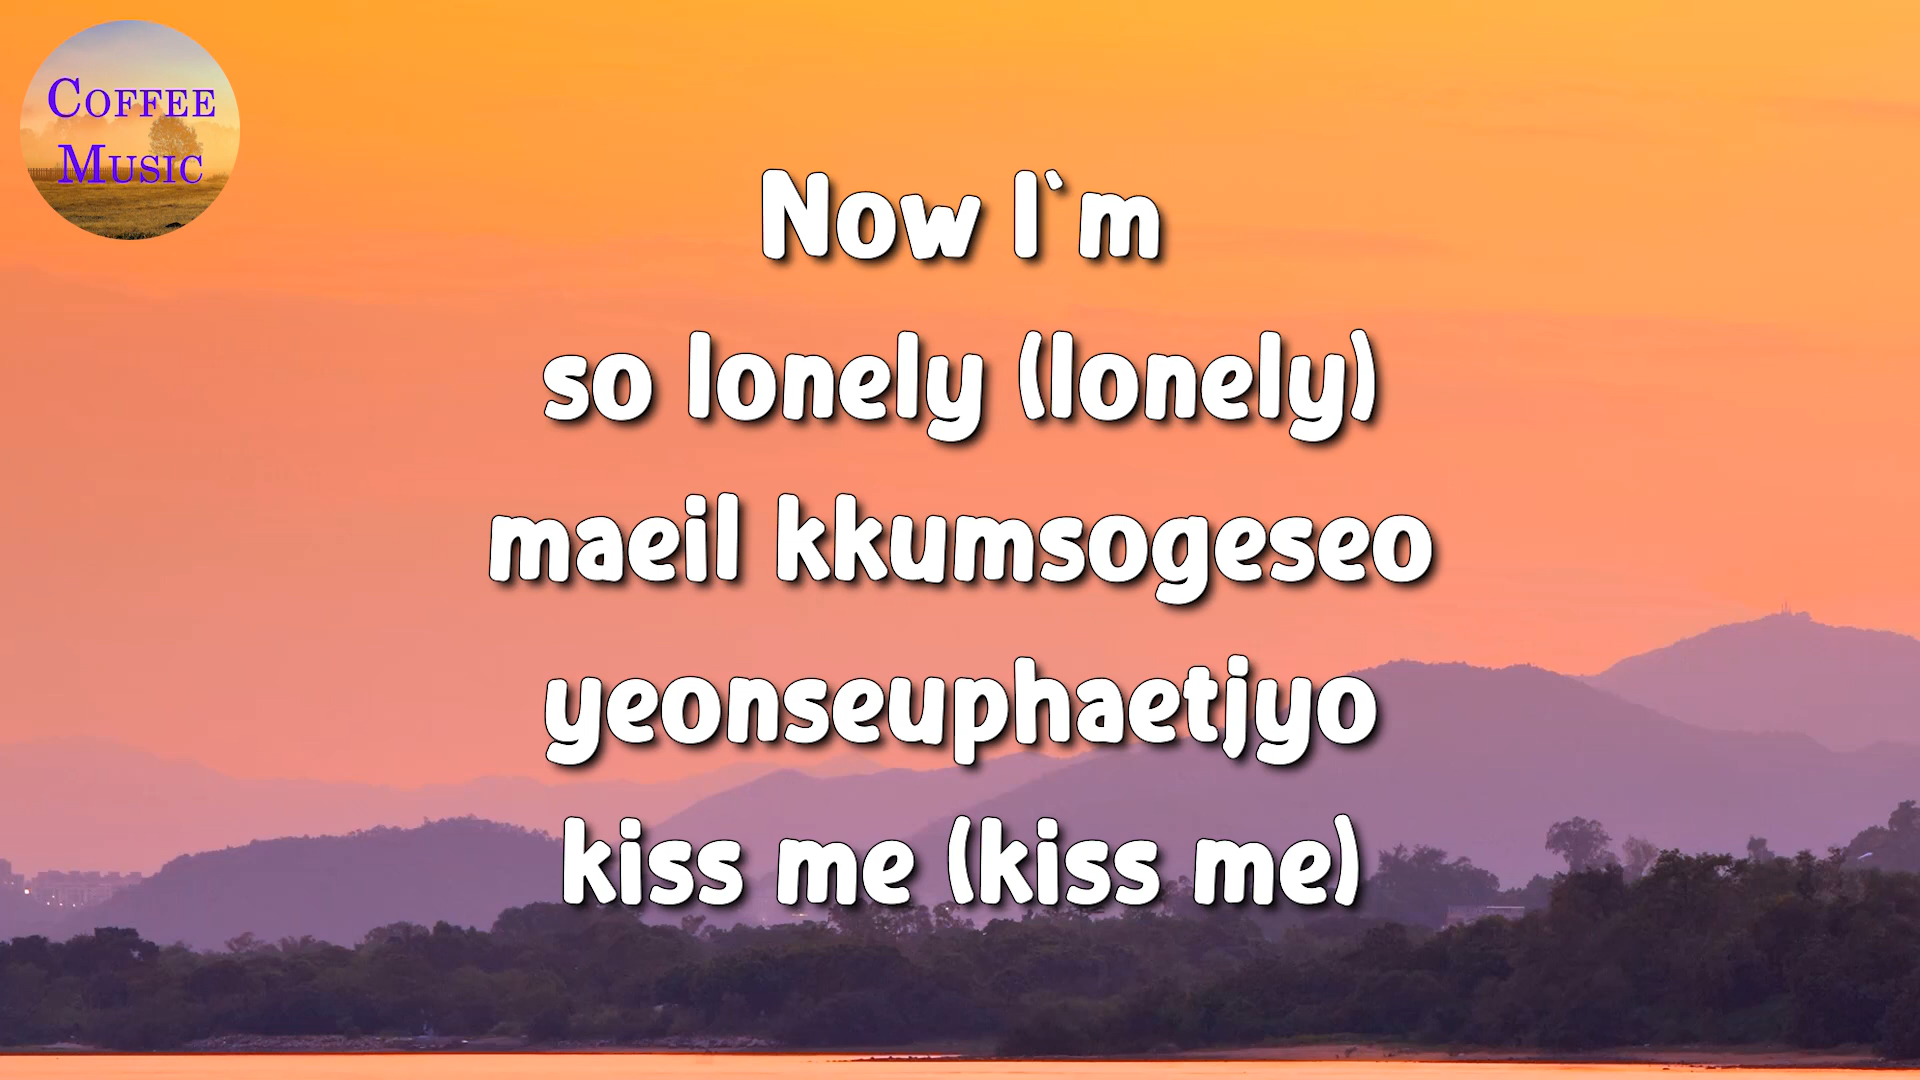 Coffee
Music
Now I`m
so lonely (lonely)
maeil kkumsogeseo
yeonseuphaetjyo
kiss me (kiss me)